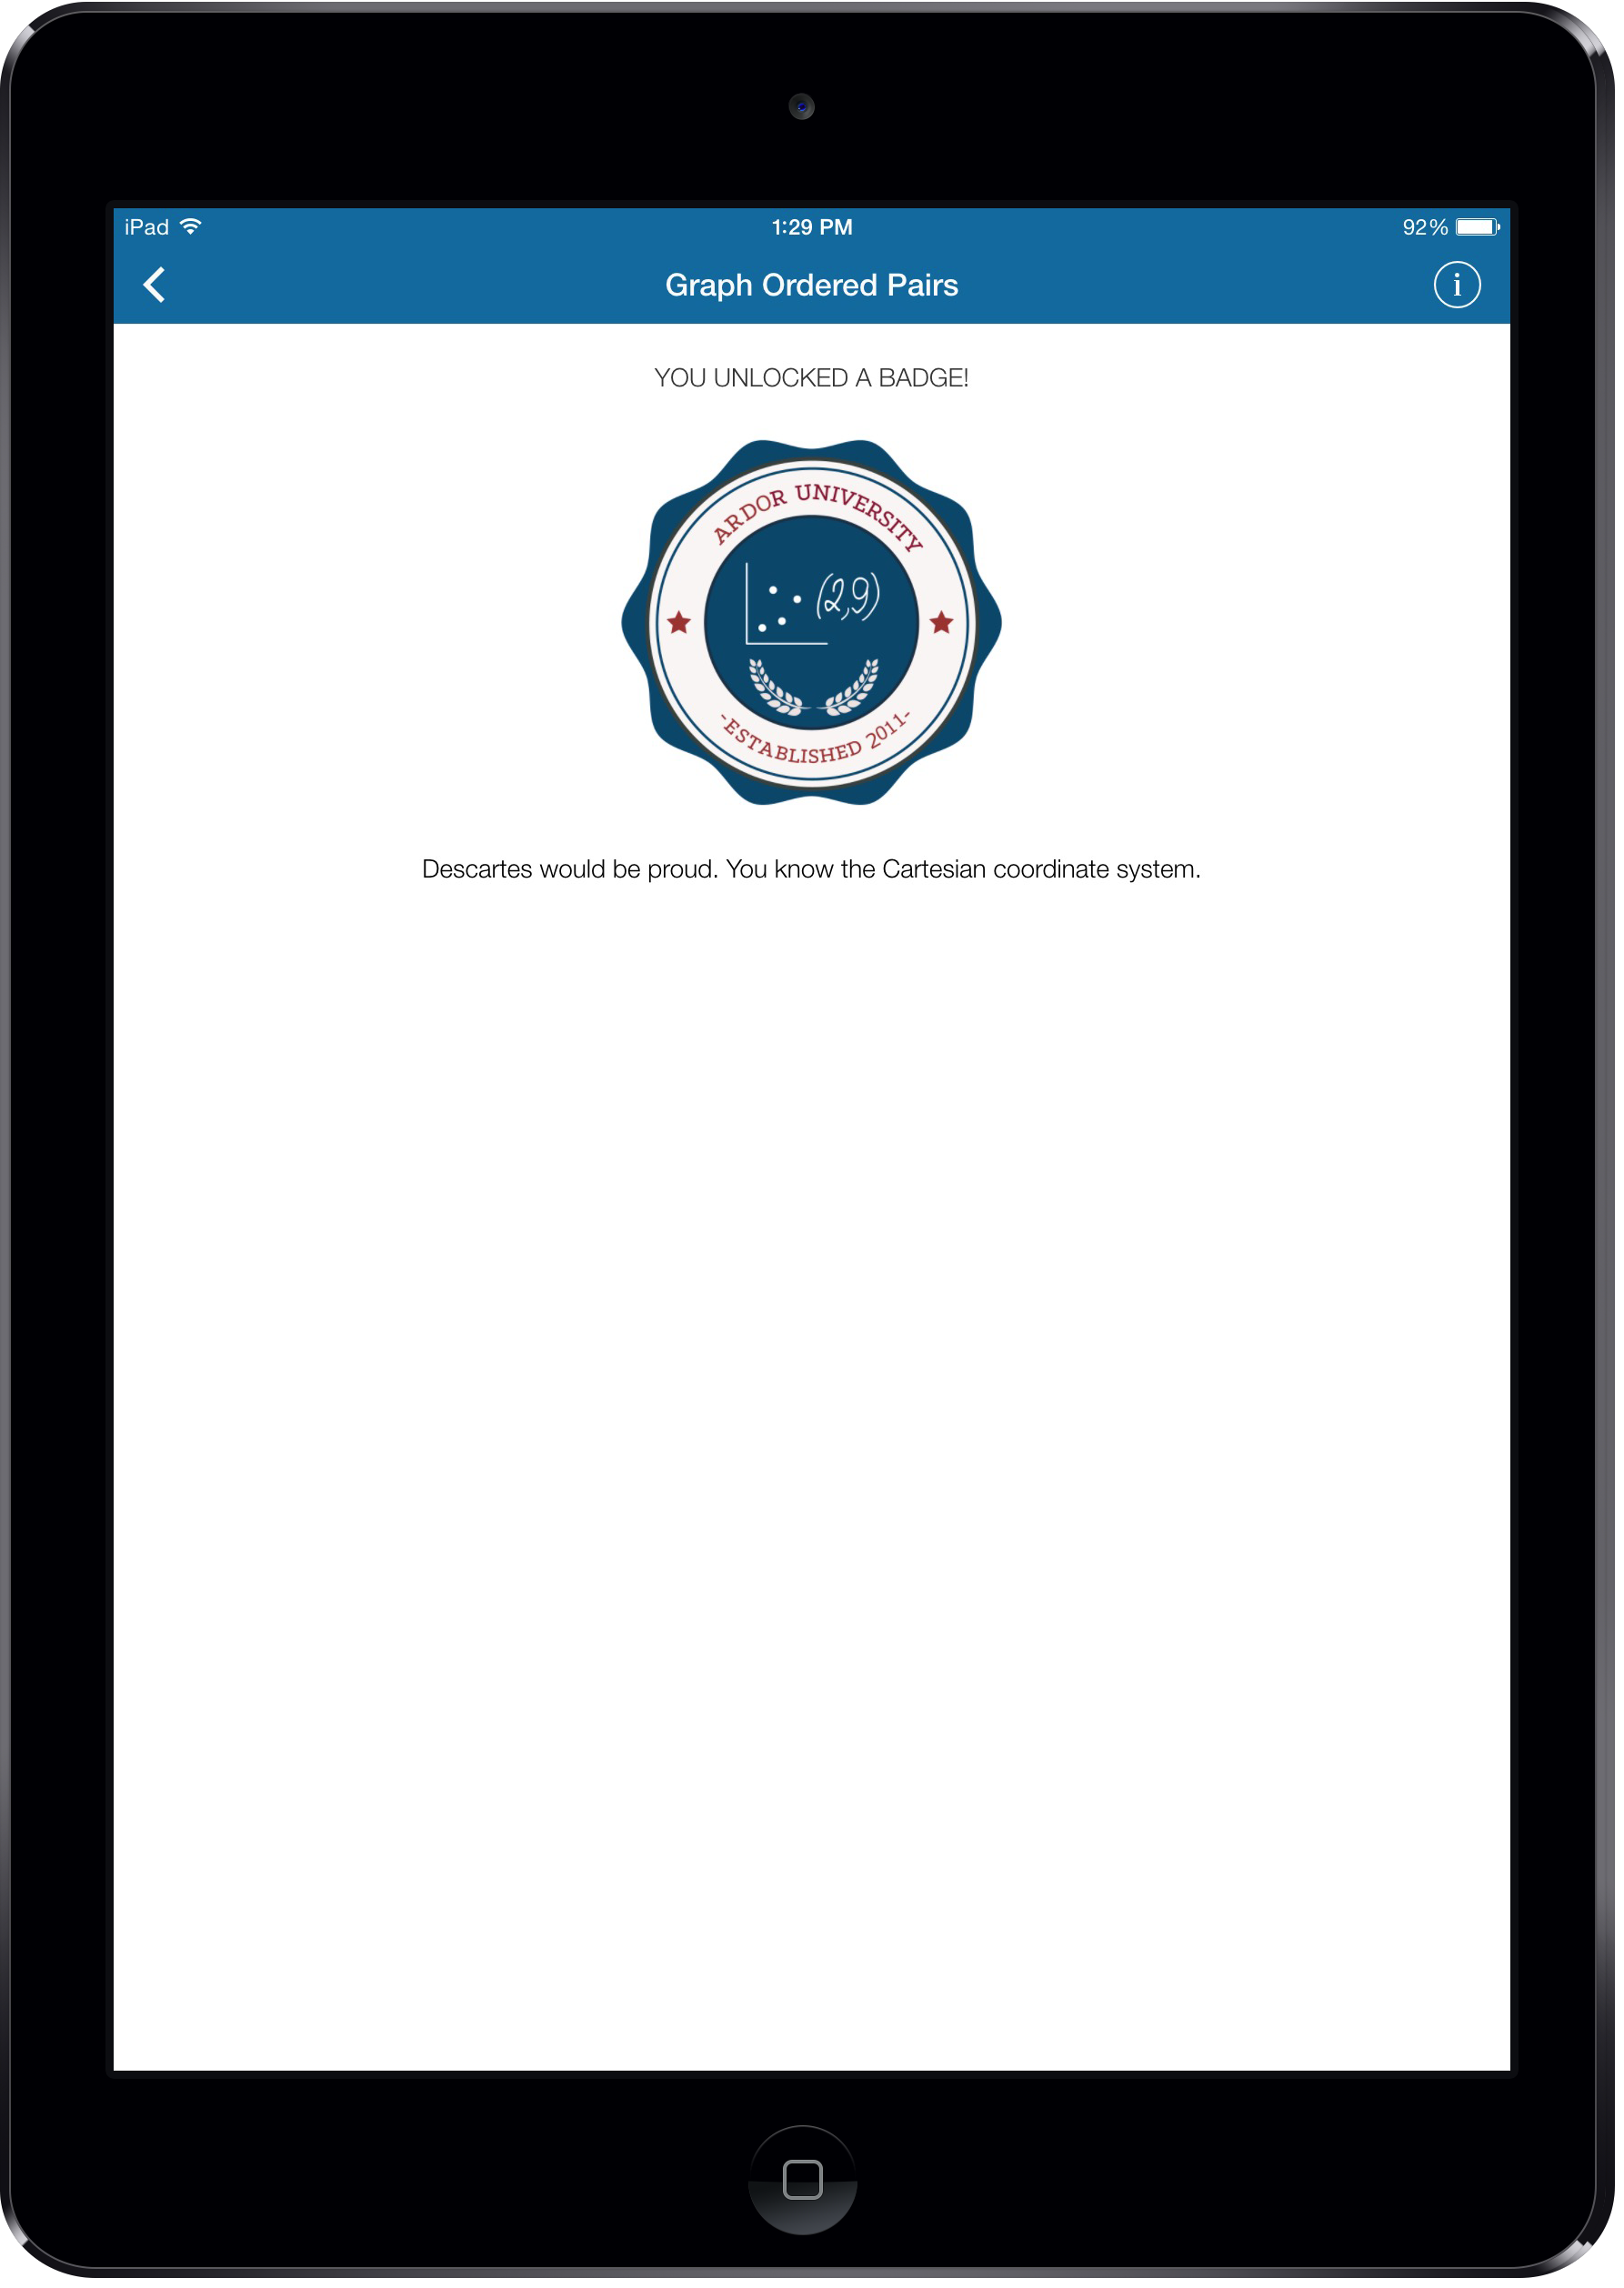 iPad 1:29 PM 92%
Graph Ordered Pairs
i
YOU UNLOCKED A BADGE!
ARDOR UNIVERSITY
(2,9)
-ESTABLISHED 2011-
Descartes would be proud. You know the Cartesian coordinate system.